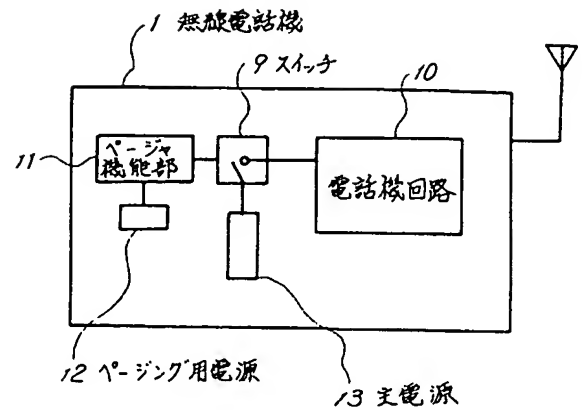 1 無線電話機
9 スイッチ
10
11
ページャ
機能部
電話機回路
12 ページング用電源
13 主電源